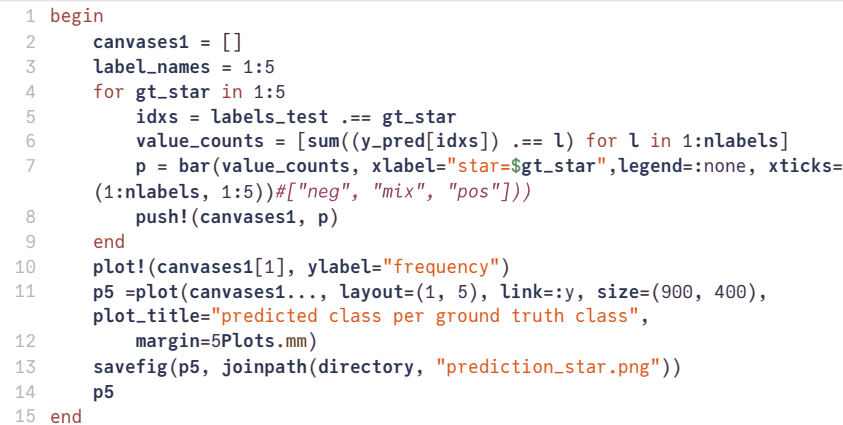 1 begin
2     canvases1 = []
3     label_names = 1:5
4     for gt_star in 1:5
5         idxs = labels_test .== gt_star
6         value_counts = [sum((y_pred[idxs]) .== l) for l in 1:nlabels]
7         p = bar(value_counts, xlabel="star=$gt_star",legend=:none, xticks=
    (1:nlabels, 1:5))#["neg", "mix", "pos"]))
8         push!(canvases1, p)
9     end
10     plot!(canvases1[1], ylabel="frequency")
11     p5 =plot(canvases1..., layout=(1, 5), link=:y, size=(900, 400),
    plot_title="predicted class per ground truth class",
12         margin=5Plots.mm)
13     savefig(p5, joinpath(directory, "prediction_star.png"))
14     p5
15 end